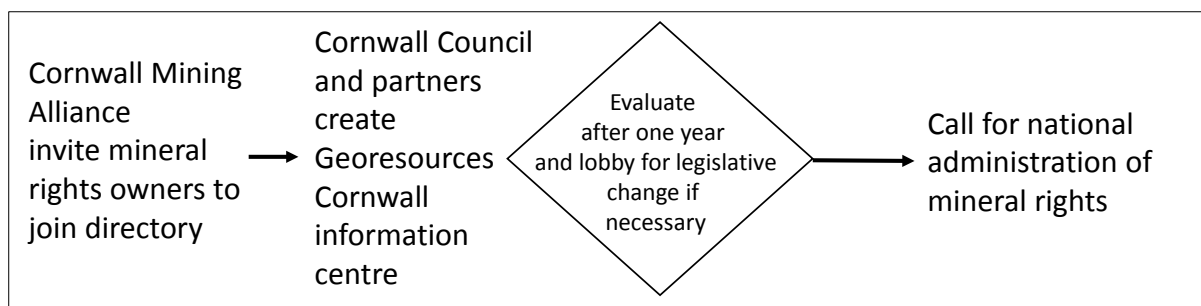 Cornwall Mining
Alliance
invite mineral
rights owners to
join directory
Cornwall Council
and partners
create
Georesources
Cornwall
information
centre
Evaluate
after one year
and lobby for legislative
change if
necessary
Call for national
administration of
mineral rights